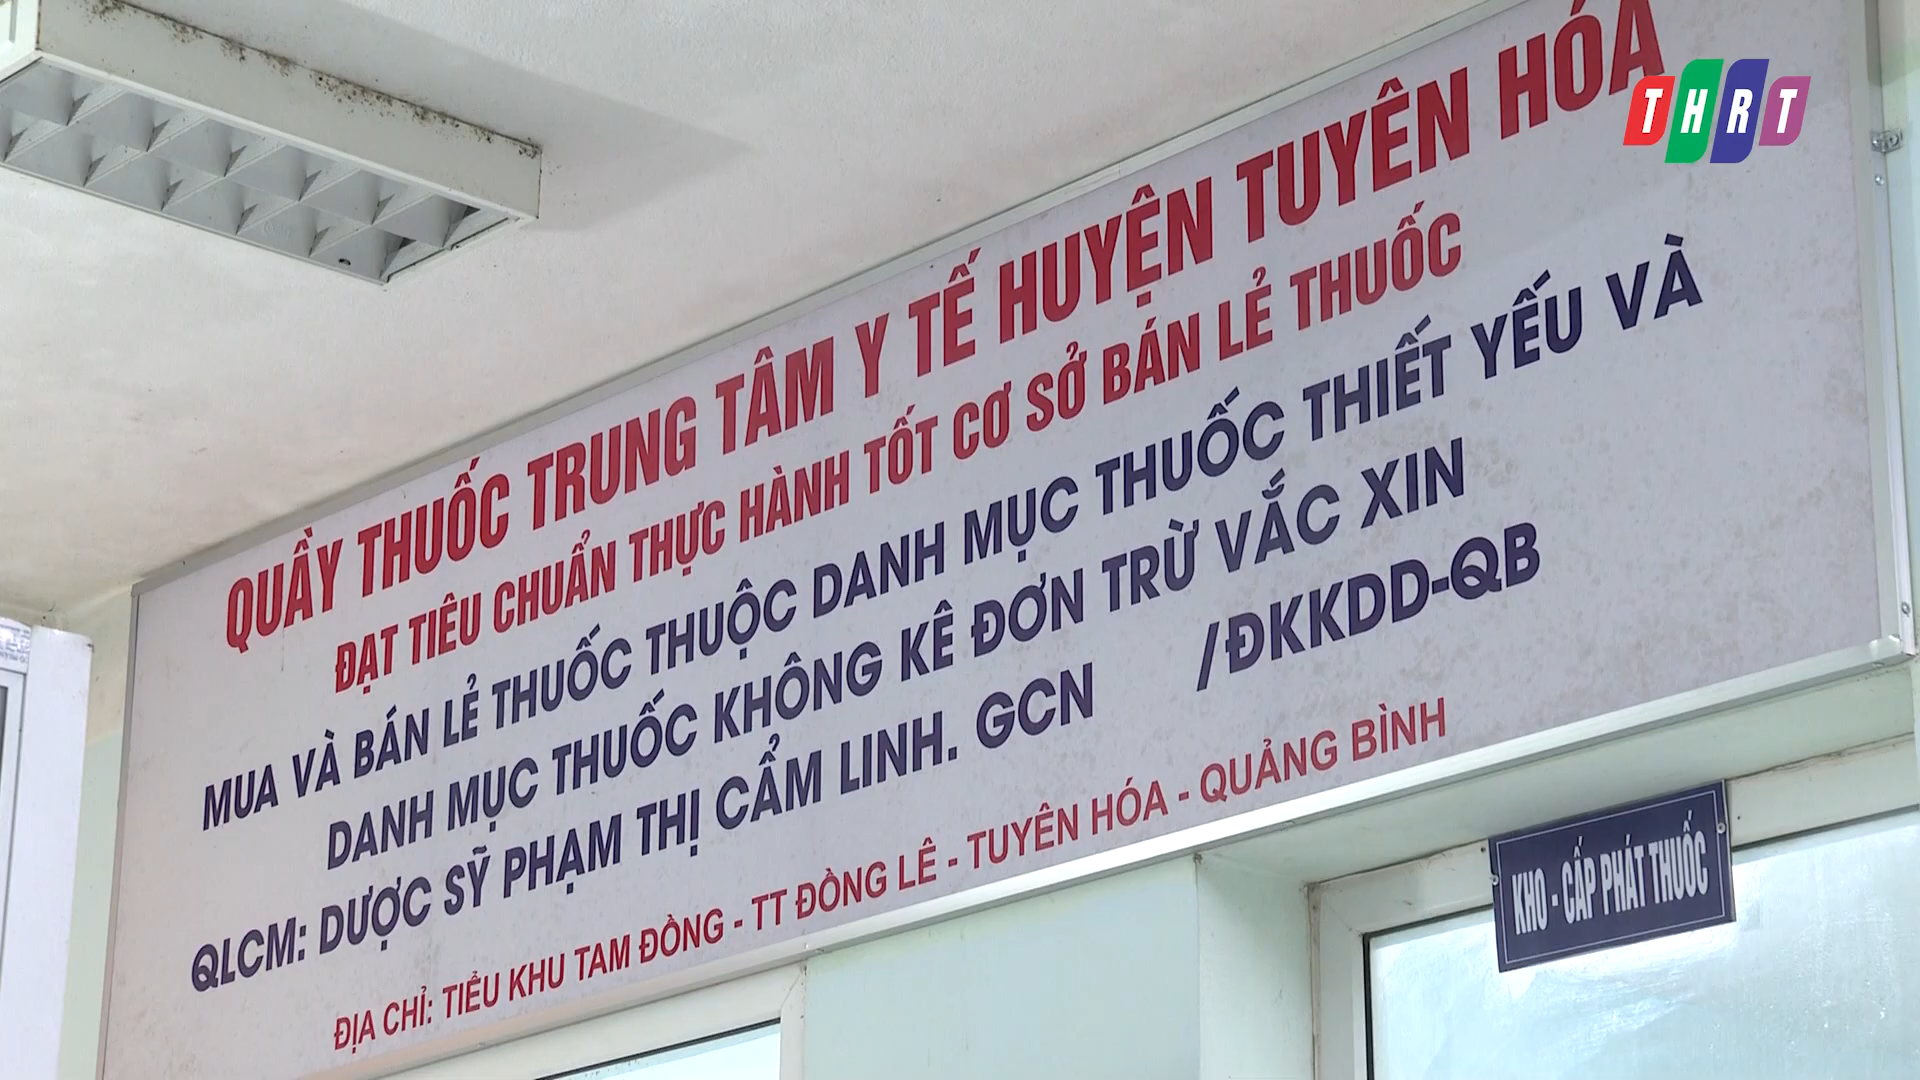 THRT
QUẦY THUỐC TRUNG TÂM Y TẾ HUYỆN TUYÊN HÓA
ĐẠT TIÊU CHUẨN THỰC HÀNH TỐT CƠ SỞ BÁN LẺ THUỐC
MUA VÀ BÁN LẺ THUỐC THUỘC DANH MỤC THUỐC THIẾT YẾU VÀ
DANH MỤC THUỐC KHÔNG KÊ ĐƠN TRỪ VẮC XIN
QLCM: DƯỢC SỸ PHẠM THỊ CẨM LINH. GCN /ĐKKDD-QB
ĐỊA CHỈ: TIỂU KHU TAM ĐỒNG - TT ĐỒNG LÊ - TUYÊN HÓA - QUẢNG BÌNH
KHO - CẤP PHÁT THUỐC